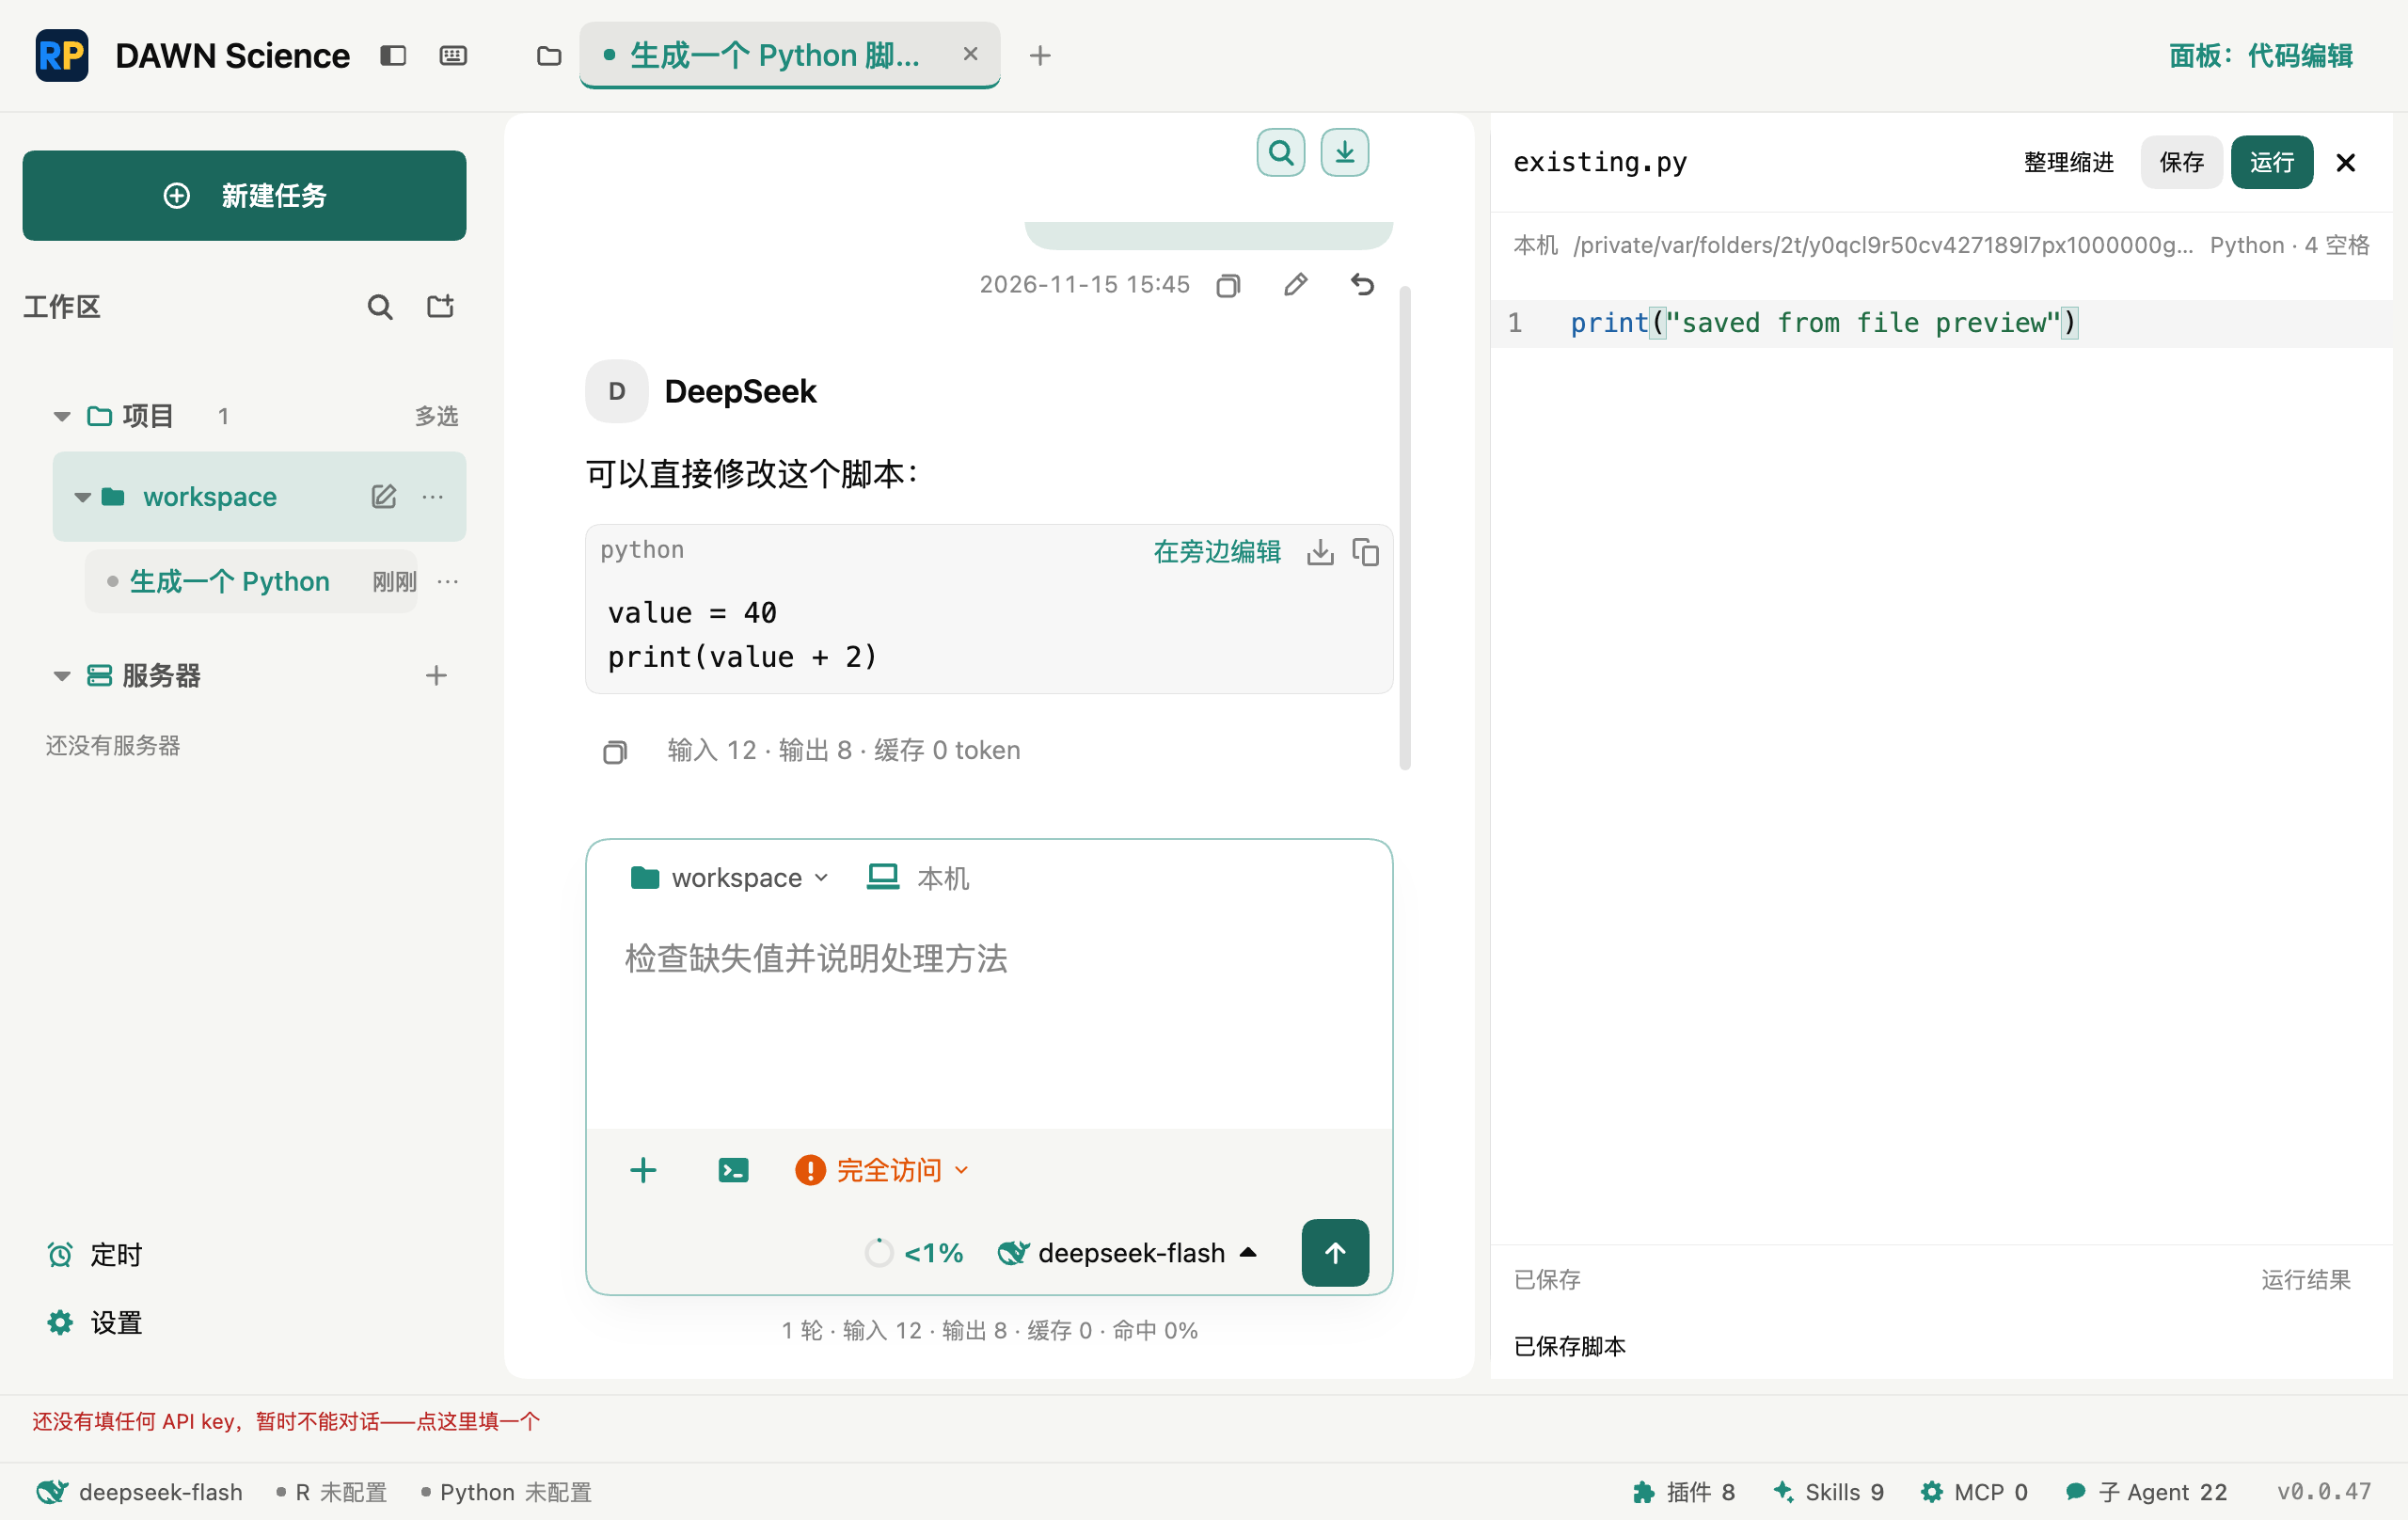 RP DAWN Science
生成一个 Python 脚...
面板：代码编辑
新建任务
工作区
项目 1 多选
workspace
生成一个 Python 刚刚
服务器
还没有服务器
定时
设置
2026-11-15 15:45
D DeepSeek
可以直接修改这个脚本：
python 在旁边编辑
value = 40
print(value + 2)
输入 12 · 输出 8 · 缓存 0 token
workspace 本机
检查缺失值并说明处理方法
完全访问
<1% deepseek-flash
1 轮 · 输入 12 · 输出 8 · 缓存 0 · 命中 0%
existing.py 整理缩进 保存 运行
本机 /private/var/folders/2t/y0qcl9r50cv427189l7px1000000g... Python · 4 空格
1 print("saved from file preview")
已保存 运行结果
已保存脚本
还没有填任何 API key，暂时不能对话——点这里填一个
deepseek-flash R 未配置 Python 未配置 插件 8 Skills 9 MCP 0 子 Agent 22 v0.0.47